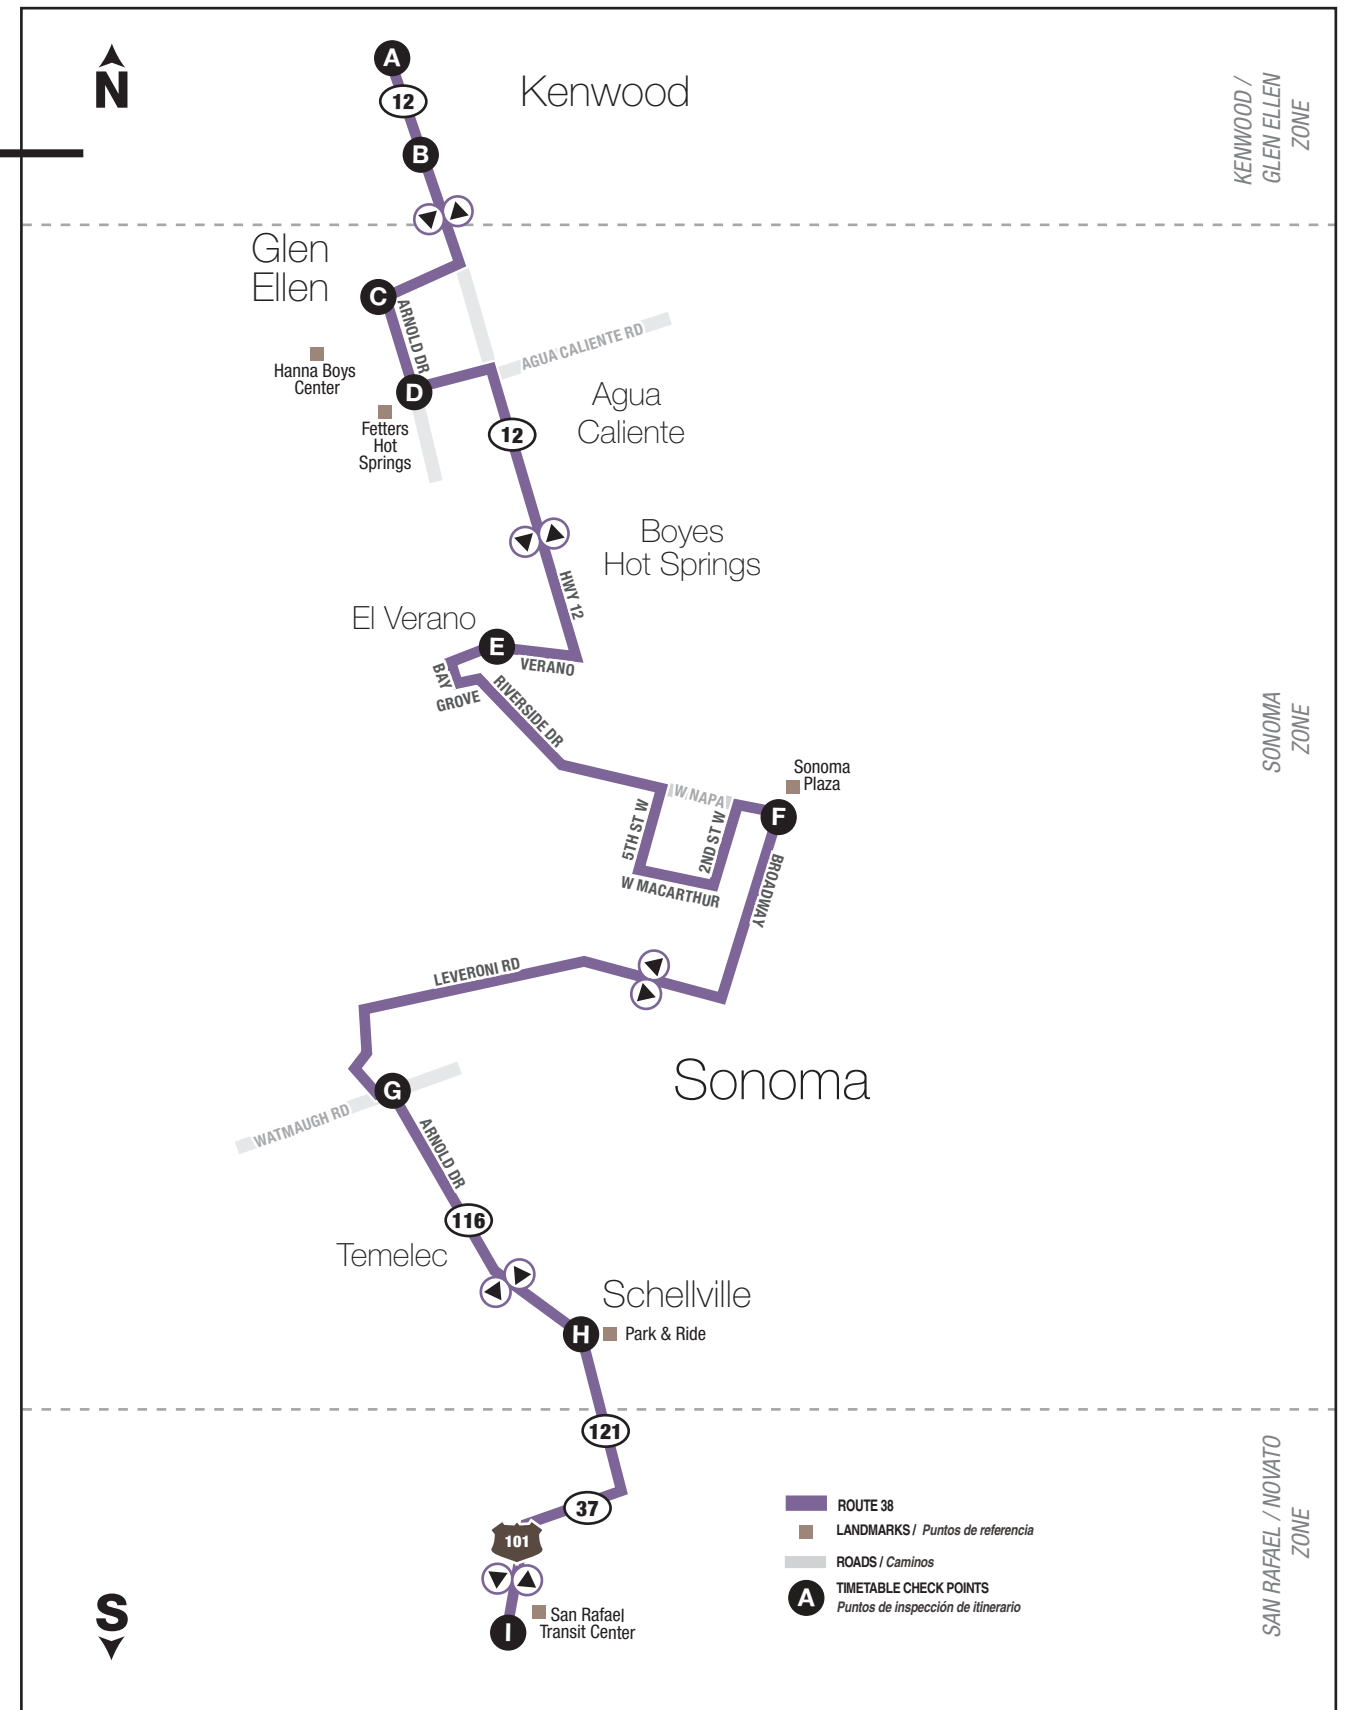 N
A
12
Kenwood
KENWOOD /
GLEN ELLEN
ZONE
B
Glen
Ellen
C
ARNOLD DR
AGUA CALIENTE RD
Hanna Boys
Center
D
Agua
Caliente
Fetters
Hot
Springs
12
Boyes
Hot Springs
HWY 12
El Verano
E
VERANO
BAY
GROVE
RIVERSIDE DR
SONOMA
ZONE
Sonoma
Plaza
W NAPA
F
5TH ST W
2ND ST W
W MACARTHUR
BROADWAY
LEVERONI RD
Sonoma
G
WATMAUGH RD
ARNOLD DR
116
Temelec
Schellville
H
Park & Ride
121
37
101
San Rafael
Transit Center
I
S
ROUTE 38
LANDMARKS / Puntos de referencia
ROADS / Caminos
A
TIMETABLE CHECK POINTS
Puntos de inspección de itinerario
SAN RAFAEL / NOVATO
ZONE